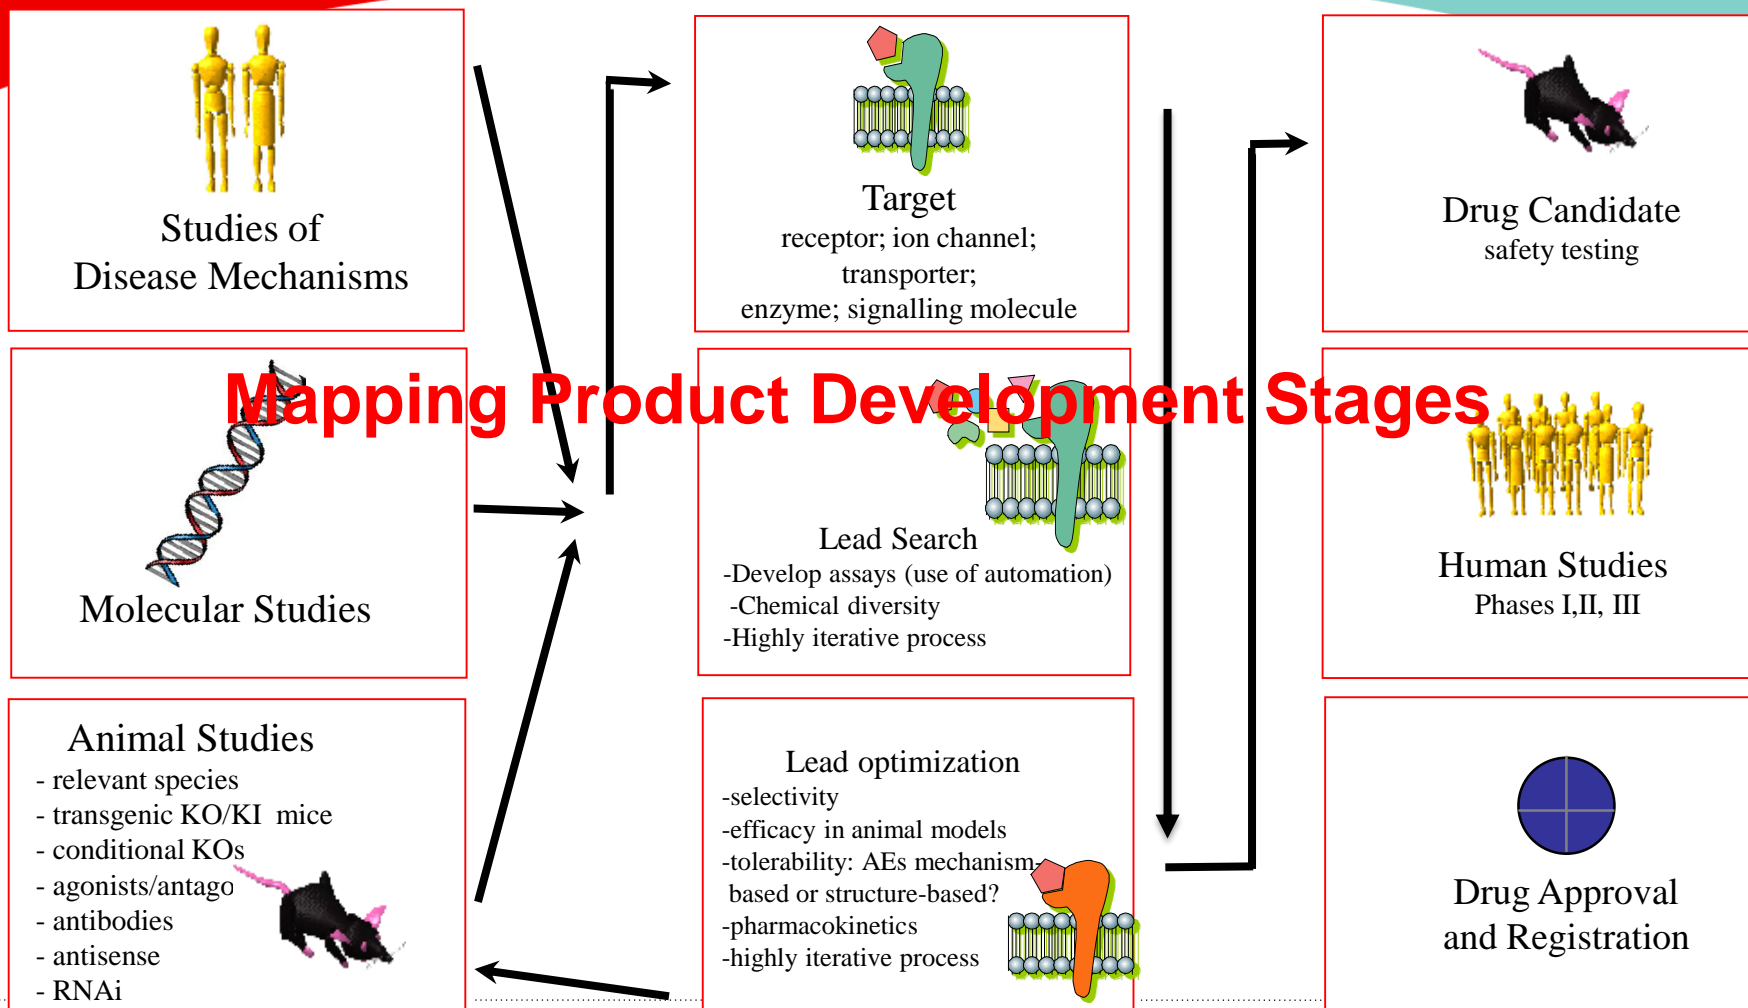 Studies of
Disease Mechanisms
Target
receptor; ion channel;
transporter;
enzyme; signalling molecule
Drug Candidate
safety testing
Mapping Product Development Stages
Molecular Studies
Lead Search
-Develop assays (use of automation)
-Chemical diversity
-Highly iterative process
Human Studies
Phases I,II, III
Animal Studies
- relevant species
- transgenic KO/KI mice
- conditional KOs
- agonists/antago
- antibodies
- antisense
- RNAi
Lead optimization
-selectivity
-efficacy in animal models
-tolerability: AEs mechanism-
based or structure-based?
-pharmacokinetics
-highly iterative process
Drug Approval
and Registration